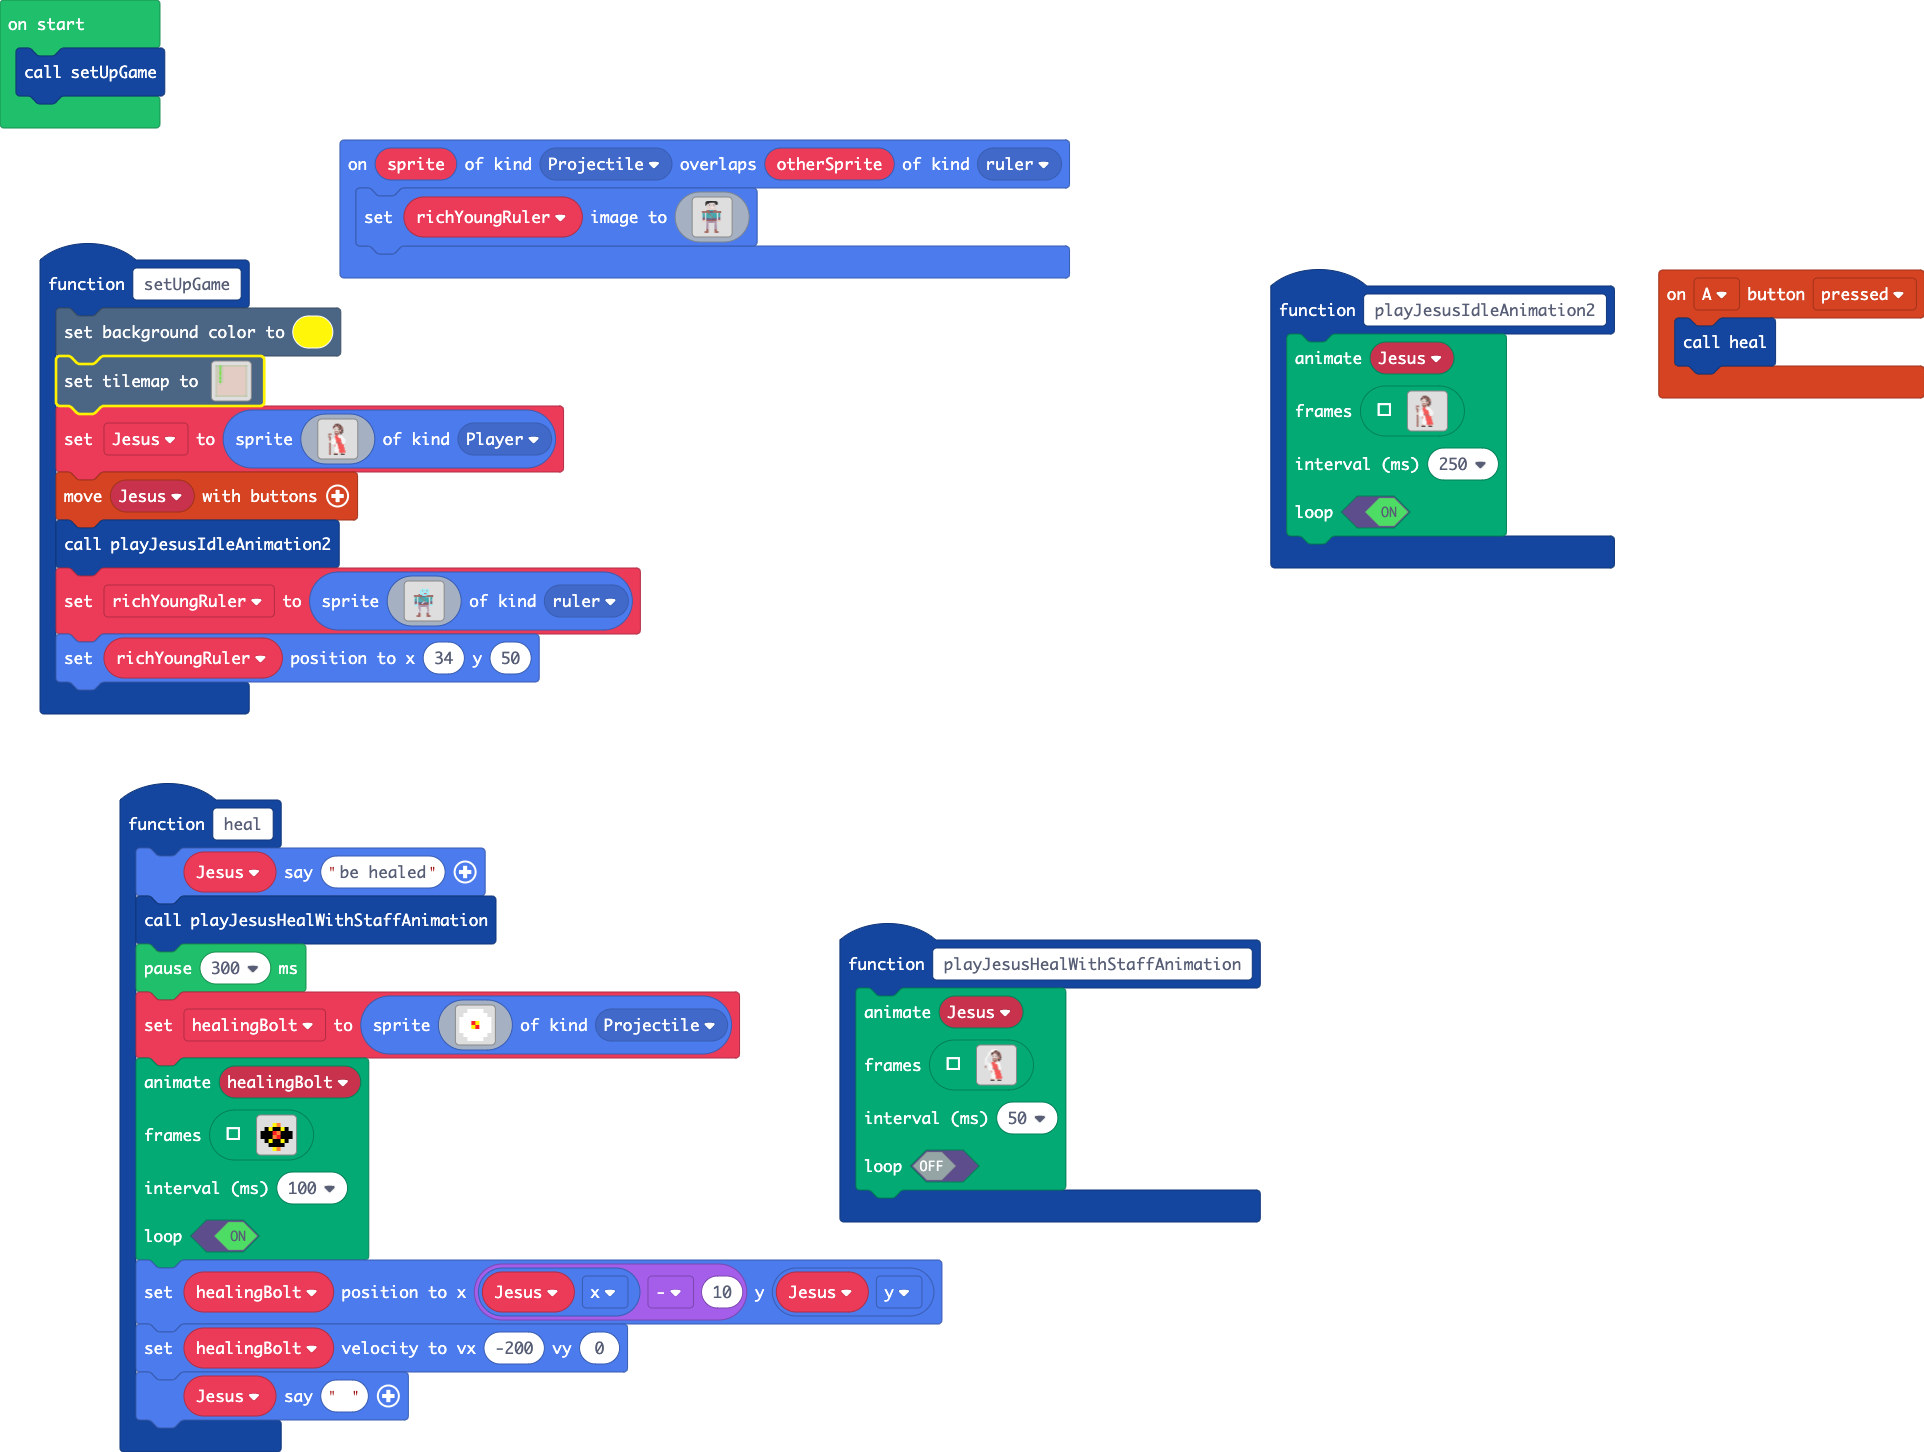 on start
call setUpGame
on sprite of kind Projectile overlaps otherSprite of kind ruler
set richYoungRuler image to
function setUpGame
set background color to
set tilemap to
set Jesus to sprite of kind Player
move Jesus with buttons
call playJesusIdleAnimation2
set richYoungRuler to sprite of kind ruler
set richYoungRuler position to x 34 y 50
function playJesusIdleAnimation2
animate Jesus
frames
interval (ms) 250
loop ON
on A button pressed
call heal
function heal
Jesus say "be healed"
call playJesusHealWithStaffAnimation
pause 300 ms
set healingBolt to sprite of kind Projectile
animate healingBolt
frames
interval (ms) 100
loop ON
set healingBolt position to x Jesus x - 10 y Jesus y
set healingBolt velocity to vx -200 vy 0
Jesus say " "
function playJesusHealWithStaffAnimation
animate Jesus
frames
interval (ms) 50
loop OFF